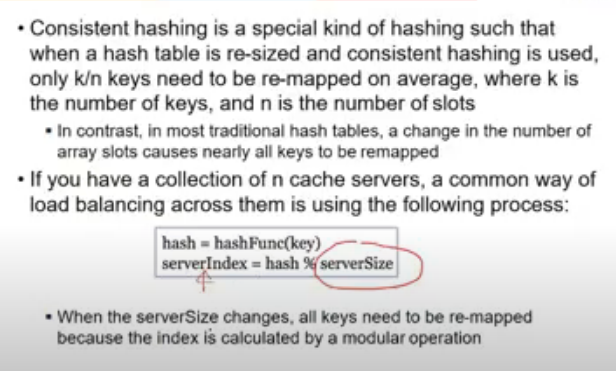 • Consistent hashing is a special kind of hashing such that
when a hash table is re-sized and consistent hashing is used,
only k/n keys need to be re-mapped on average, where k is
the number of keys, and n is the number of slots
▪ In contrast, in most traditional hash tables, a change in the number of
array slots causes nearly all keys to be remapped
• If you have a collection of n cache servers, a common way of
load balancing across them is using the following process:
hash = hashFunc(key)
serverIndex = hash % serverSize
▪ When the serverSize changes, all keys need to be re-mapped
because the index is calculated by a modular operation